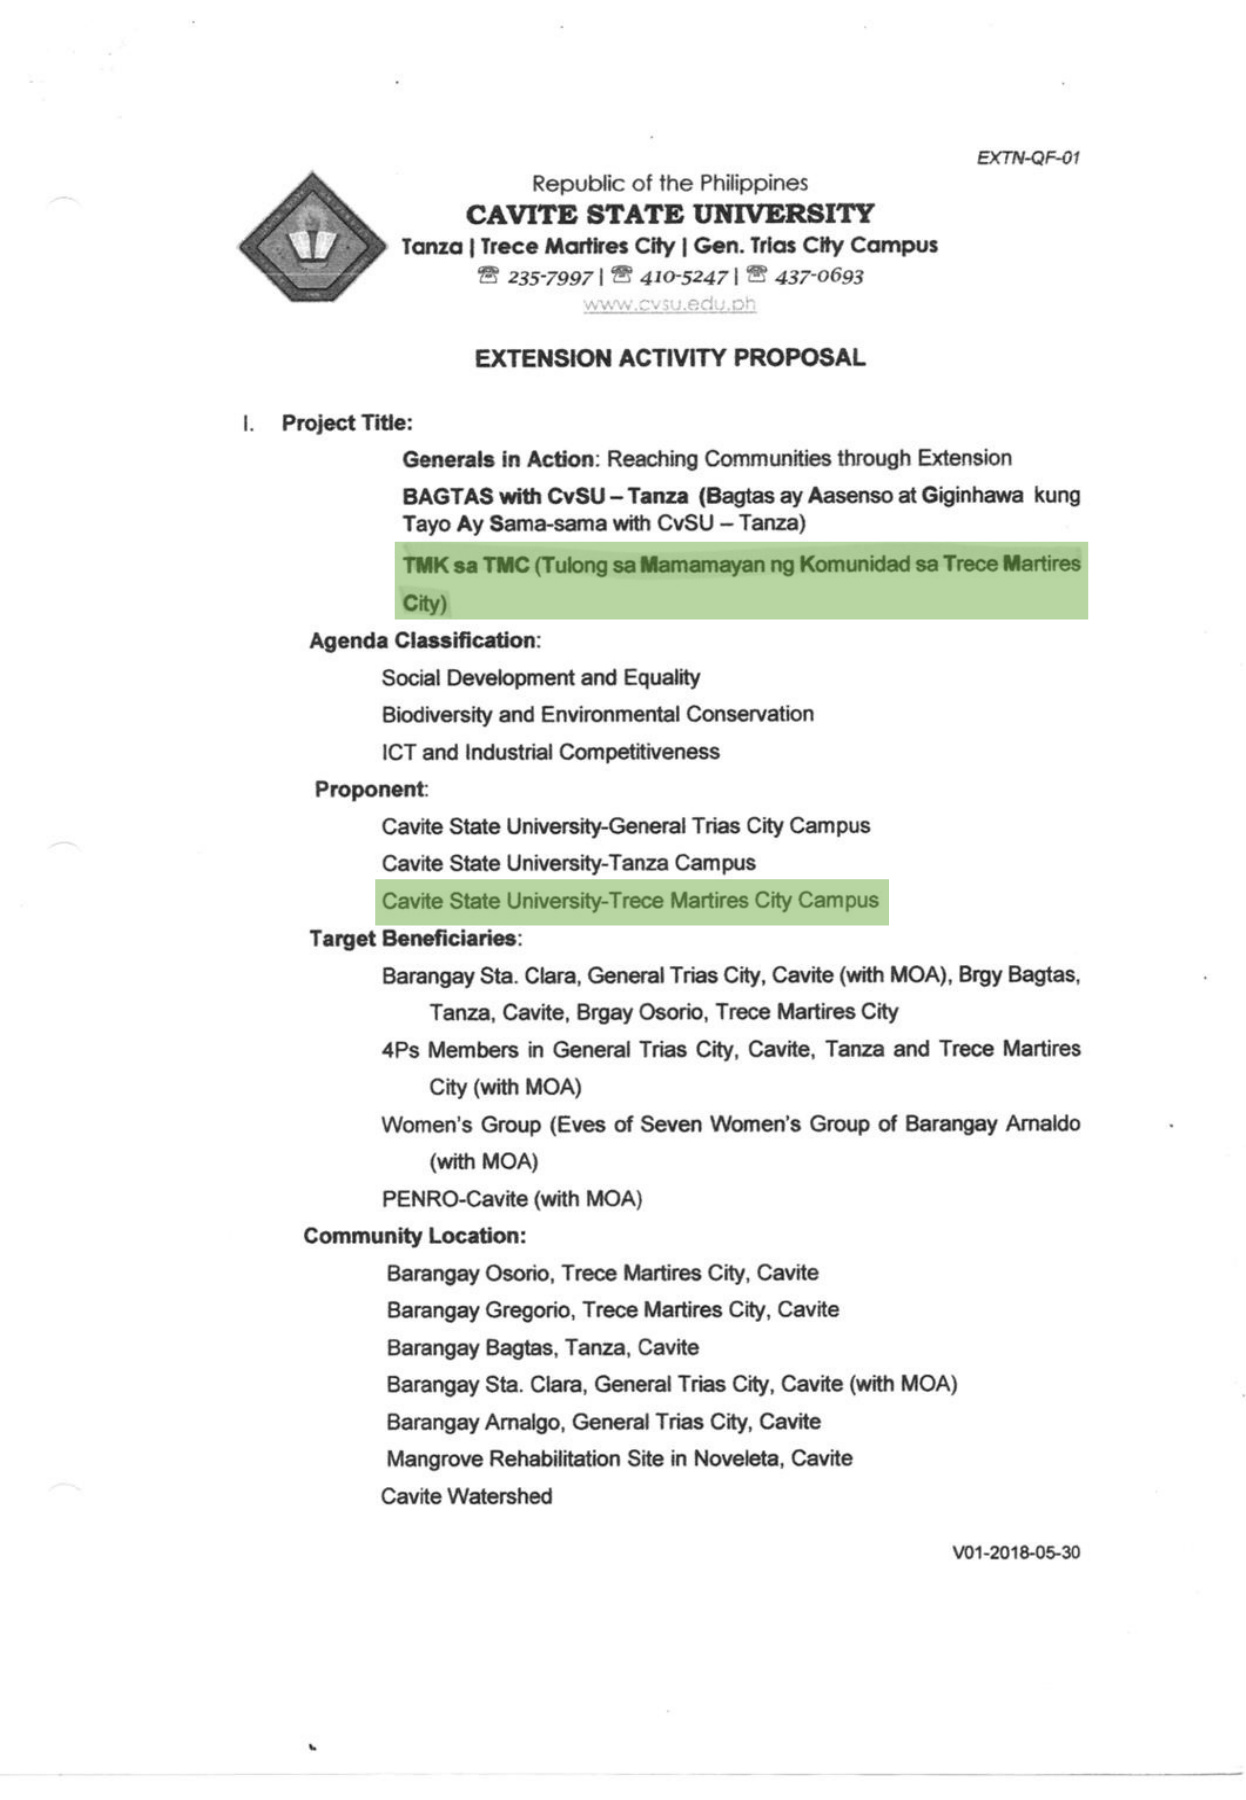 EXTN-QF-01
Republic of the Philippines
CAVITE STATE UNIVERSITY
Tanza | Trece Martires City | Gen. Trias City Campus
☏ 235-7997 | ☏ 410-5247 | ☏ 437-0693
www.cvsu.edu.ph
EXTENSION ACTIVITY PROPOSAL
I. Project Title:
Generals in Action: Reaching Communities through Extension
BAGTAS with CvSU – Tanza (Bagtas ay Aasenso at Giginhawa kung
Tayo Ay Sama-sama with CvSU – Tanza)
TMK sa TMC (Tulong sa Mamamayan ng Komunidad sa Trece Martires
City)
Agenda Classification:
Social Development and Equality
Biodiversity and Environmental Conservation
ICT and Industrial Competitiveness
Proponent:
Cavite State University-General Trias City Campus
Cavite State University-Tanza Campus
Cavite State University-Trece Martires City Campus
Target Beneficiaries:
Barangay Sta. Clara, General Trias City, Cavite (with MOA), Brgy Bagtas,
Tanza, Cavite, Brgay Osorio, Trece Martires City
4Ps Members in General Trias City, Cavite, Tanza and Trece Martires
City (with MOA)
Women's Group (Eves of Seven Women's Group of Barangay Arnaldo
(with MOA)
PENRO-Cavite (with MOA)
Community Location:
Barangay Osorio, Trece Martires City, Cavite
Barangay Gregorio, Trece Martires City, Cavite
Barangay Bagtas, Tanza, Cavite
Barangay Sta. Clara, General Trias City, Cavite (with MOA)
Barangay Arnalgo, General Trias City, Cavite
Mangrove Rehabilitation Site in Noveleta, Cavite
Cavite Watershed
V01-2018-05-30